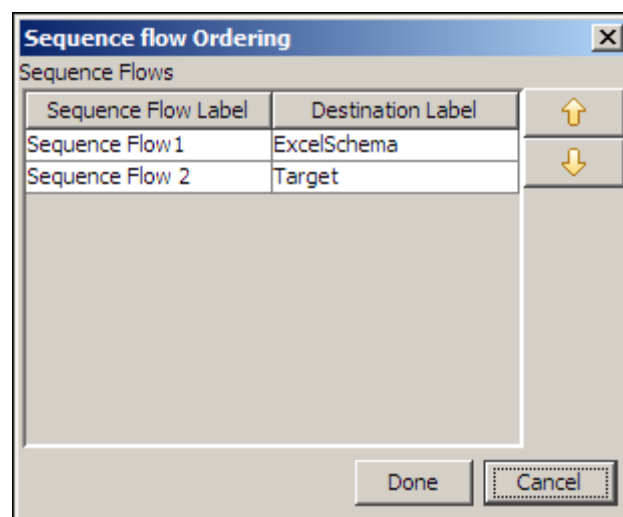 Sequence flow Ordering
Sequence Flows
Sequence Flow Label Destination Label
Sequence Flow1 ExcelSchema
Sequence Flow 2 Target
Done Cancel